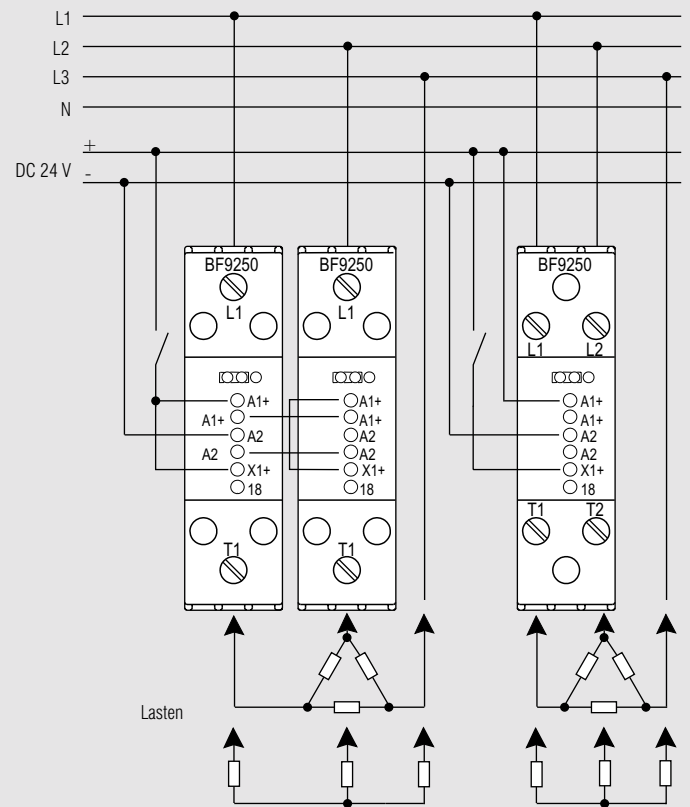 L1
L2
L3
N
+
DC 24 V -
BF9250 BF9250 BF9250
L1 L1 L1 L2
A1+ A1+ A1+
A1+ A1+ A1+
A2 A2 A2
A2 A2 A2
X1+ X1+ X1+
18 18 18
T1 T1 T1 T2
Lasten